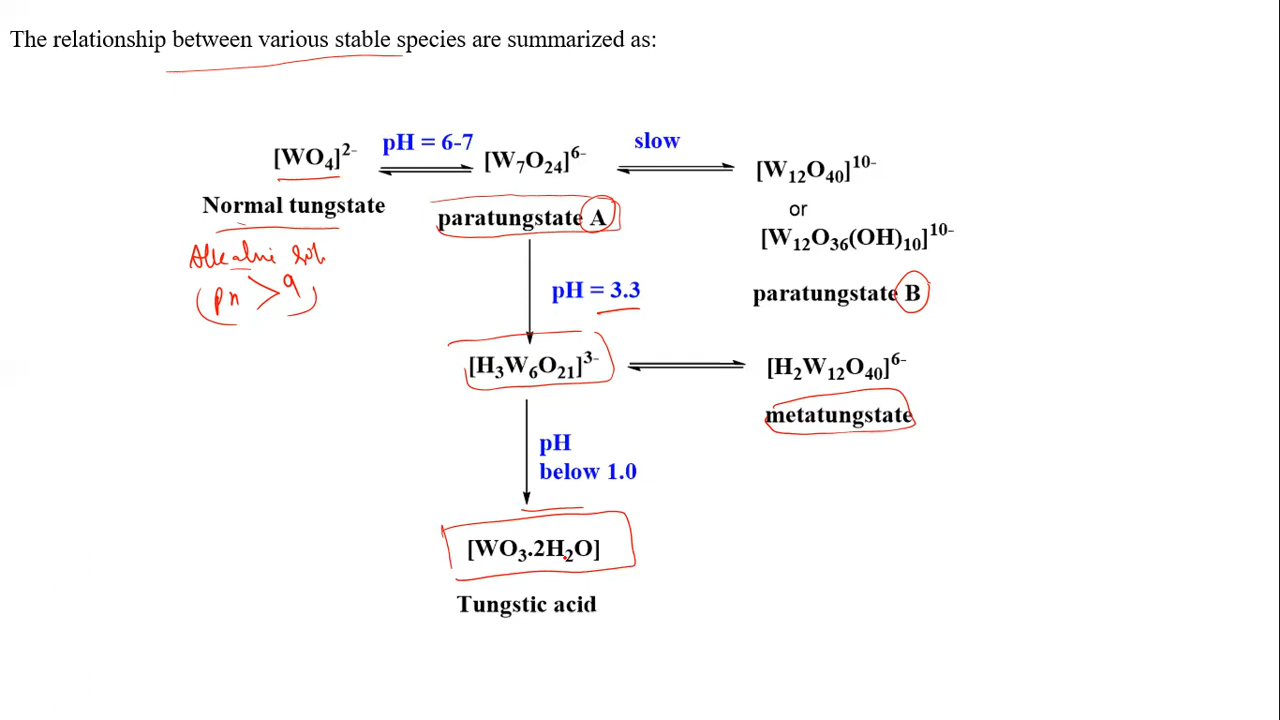 The relationship between various stable species are summarized as:
[WO₄]²⁻ pH = 6-7 [W₇O₂₄]⁶⁻ slow [W₁₂O₄₀]¹⁰⁻
or
Normal tungstate paratungstate A [W₁₂O₃₆(OH)₁₀]¹⁰⁻
Alkaline sol
(pH > 9)
pH = 3.3 paratungstate B
[H₃W₆O₂₁]³⁻ [H₂W₁₂O₄₀]⁶⁻
metatungstate
pH
below 1.0
[WO₃.2H₂O]
Tungstic acid